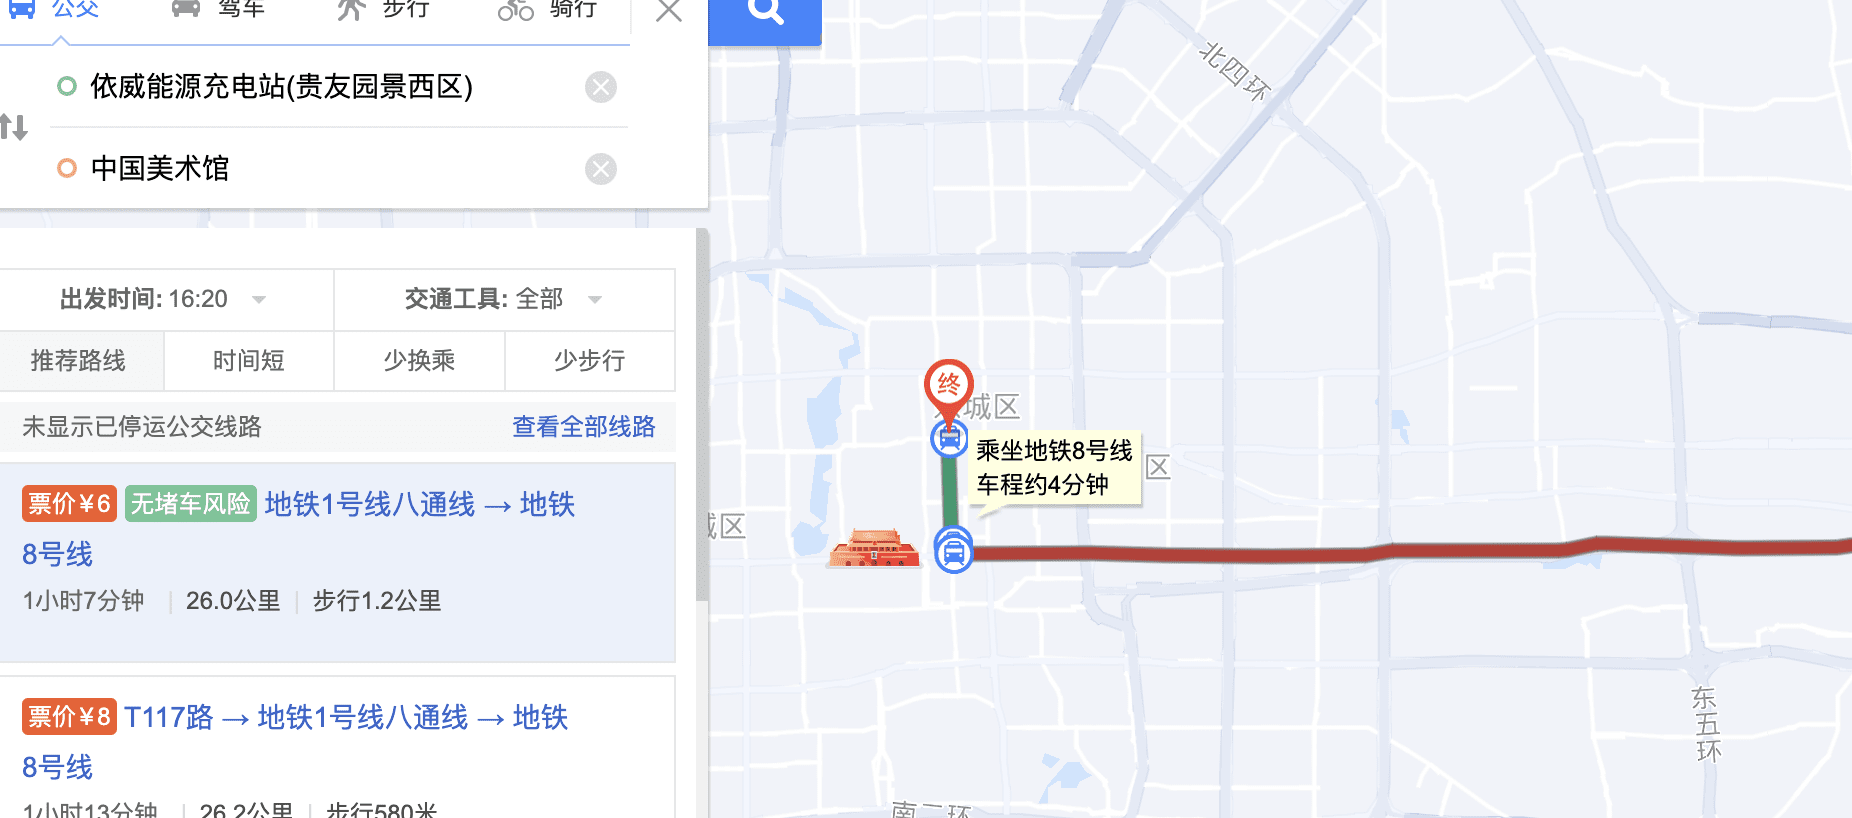 公交
驾车
步行
骑行
依威能源充电站(贵友园景西区)
中国美术馆
出发时间: 16:20
交通工具: 全部
推荐路线
时间短
少换乘
少步行
未显示已停运公交线路
查看全部线路
票价¥6 无堵车风险 地铁1号线八通线 → 地铁
8号线
1小时7分钟 | 26.0公里 | 步行1.2公里
票价¥8 T117路 → 地铁1号线八通线 → 地铁
8号线
1小时13分钟 | 26.2公里 | 步行580米
北四环
终
城区
乘坐地铁8号线
车程约4分钟
区
城区
东五环
南二环